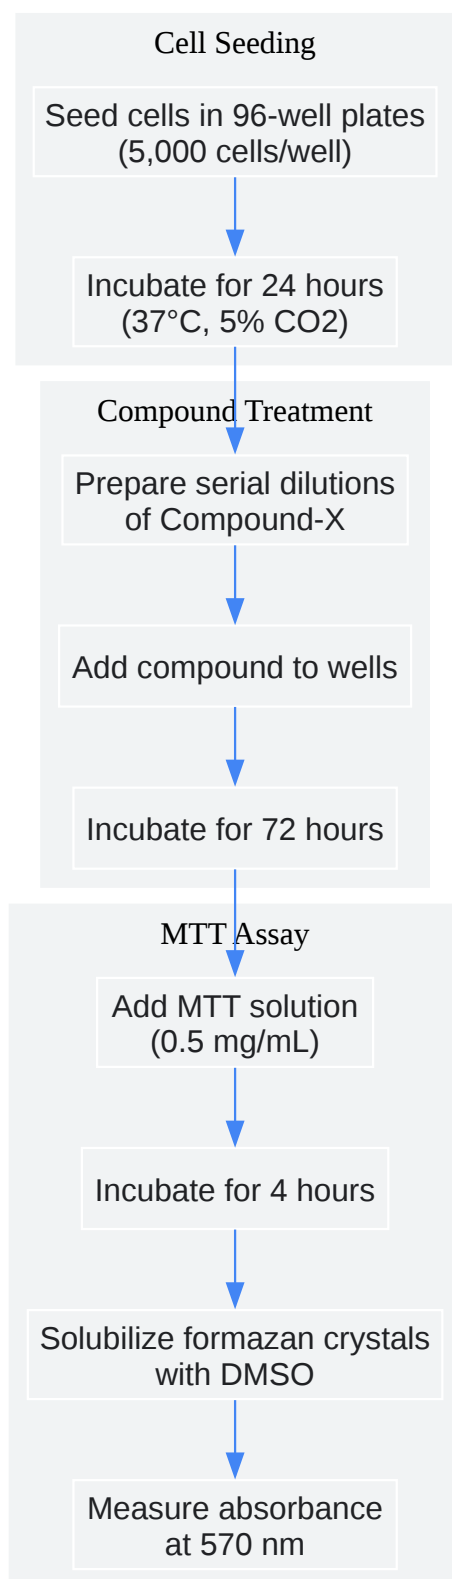 Cell Seeding
Seed cells in 96-well plates
(5,000 cells/well)
Incubate for 24 hours
(37°C, 5% CO2)
Compound Treatment
Prepare serial dilutions
of Compound-X
Add compound to wells
Incubate for 72 hours
MTT Assay
Add MTT solution
(0.5 mg/mL)
Incubate for 4 hours
Solubilize formazan crystals
with DMSO
Measure absorbance
at 570 nm